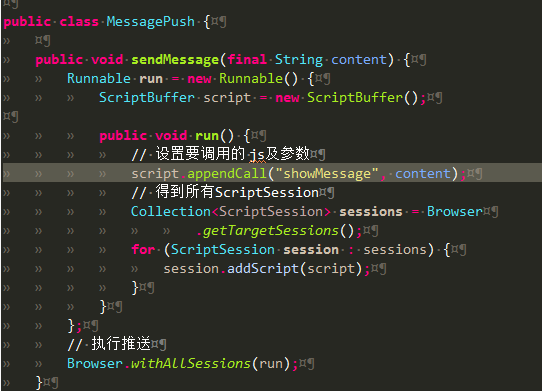 public class MessagePush {
public void sendMessage(final String content) {
Runnable run = new Runnable() {
ScriptBuffer script = new ScriptBuffer();
public void run() {
// 设置要调用的 js及参数
script.appendCall("showMessage", content);
// 得到所有ScriptSession
Collection<ScriptSession> sessions = Browser
.getTargetSessions();
for (ScriptSession session : sessions) {
session.addScript(script);
}
}
};
// 执行推送
Browser.withAllSessions(run);
}